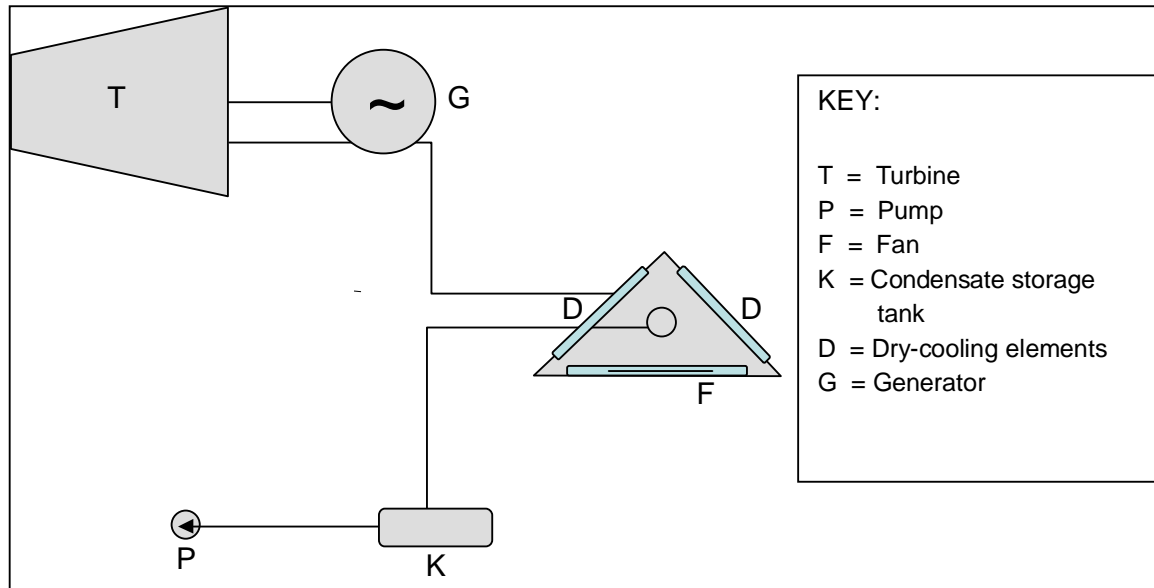 T
~
G
KEY:
T = Turbine
P = Pump
F = Fan
K = Condensate storage
tank
D = Dry-cooling elements
G = Generator
D
D
F
P
K